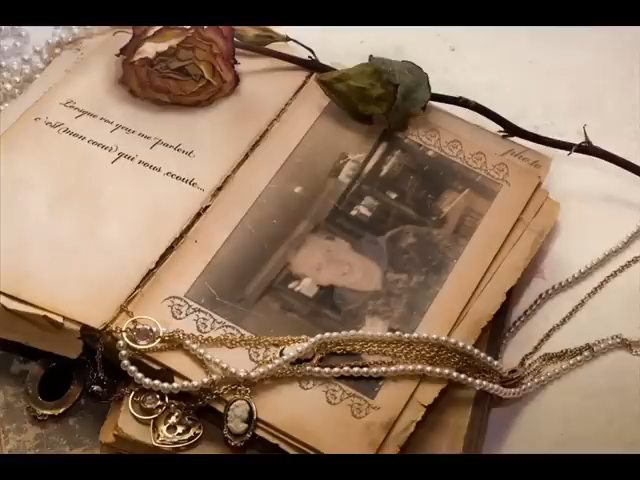 Lorsque vos yeux me parlent,
c'est (mon coeur) qui vous écoute...
photo